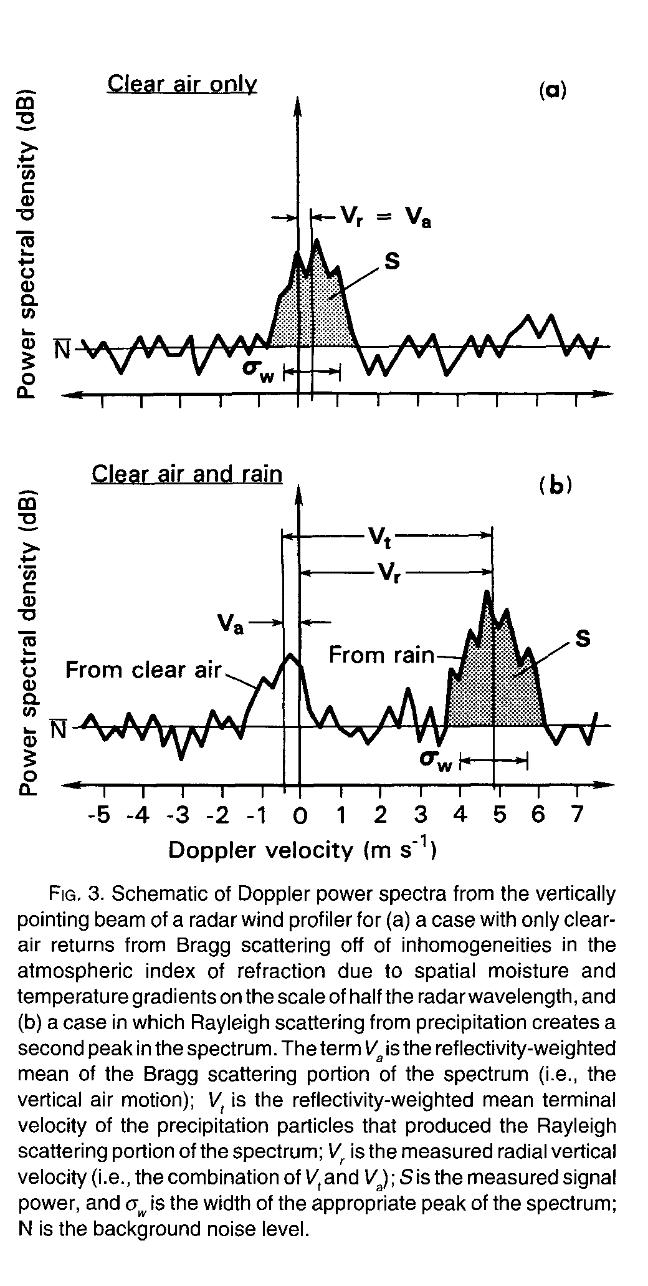 Clear air only
(a)
Power spectral density (dB)
Vr = Va
S
N̅
σw
Clear air and rain
(b)
Power spectral density (dB)
Vt
Vr
Va
From clear air
From rain
S
N̅
σw
-5 -4 -3 -2 -1 0 1 2 3 4 5 6 7
Doppler velocity (m s⁻¹)
FIG. 3. Schematic of Doppler power spectra from the vertically
pointing beam of a radar wind profiler for (a) a case with only clear-
air returns from Bragg scattering off of inhomogeneities in the
atmospheric index of refraction due to spatial moisture and
temperature gradients on the scale of half the radar wavelength, and
(b) a case in which Rayleigh scattering from precipitation creates a
second peak in the spectrum. The term Va is the reflectivity-weighted
mean of the Bragg scattering portion of the spectrum (i.e., the
vertical air motion); Vt is the reflectivity-weighted mean terminal
velocity of the precipitation particles that produced the Rayleigh
scattering portion of the spectrum; Vr is the measured radial vertical
velocity (i.e., the combination of Vt and Va); S is the measured signal
power, and σw is the width of the appropriate peak of the spectrum;
N is the background noise level.